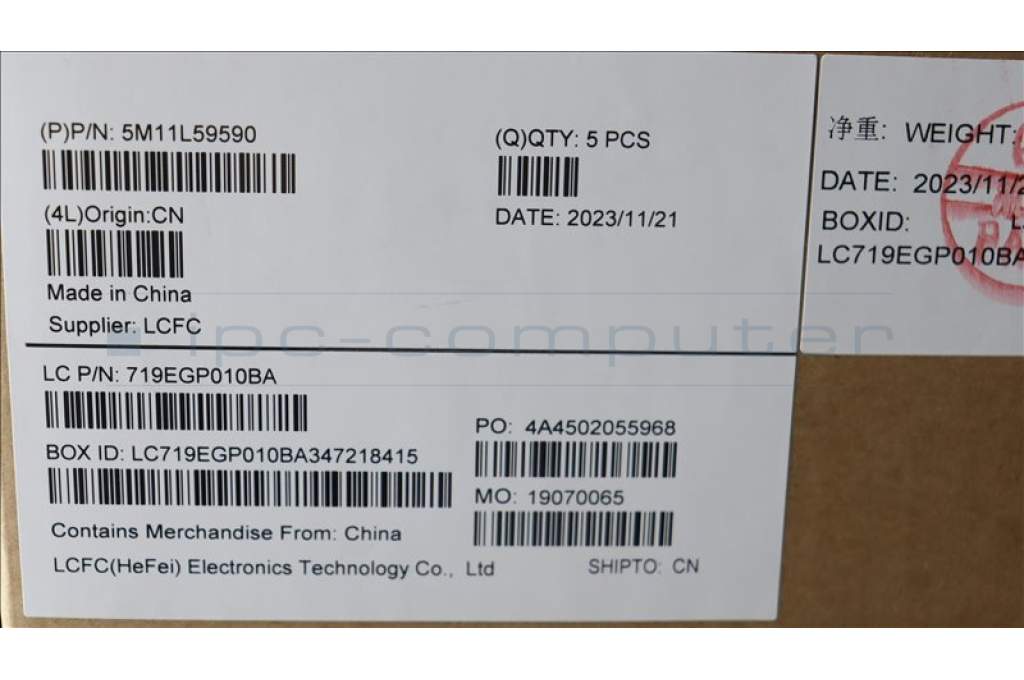 (P)P/N: 5M11L59590
(Q)QTY: 5 PCS
(4L)Origin:CN
DATE: 2023/11/21
Made in China
Supplier: LCFC
ipc-computer
LC P/N: 719EGP010BA
PO: 4A4502055968
BOX ID: LC719EGP010BA347218415
MO: 19070065
Contains Merchandise From: China
LCFC(HeFei) Electronics Technology Co., Ltd
SHIPTO: CN
净重: WEIGHT:
DATE: 2023/11/2
BOXID:
LC719EGP010BA